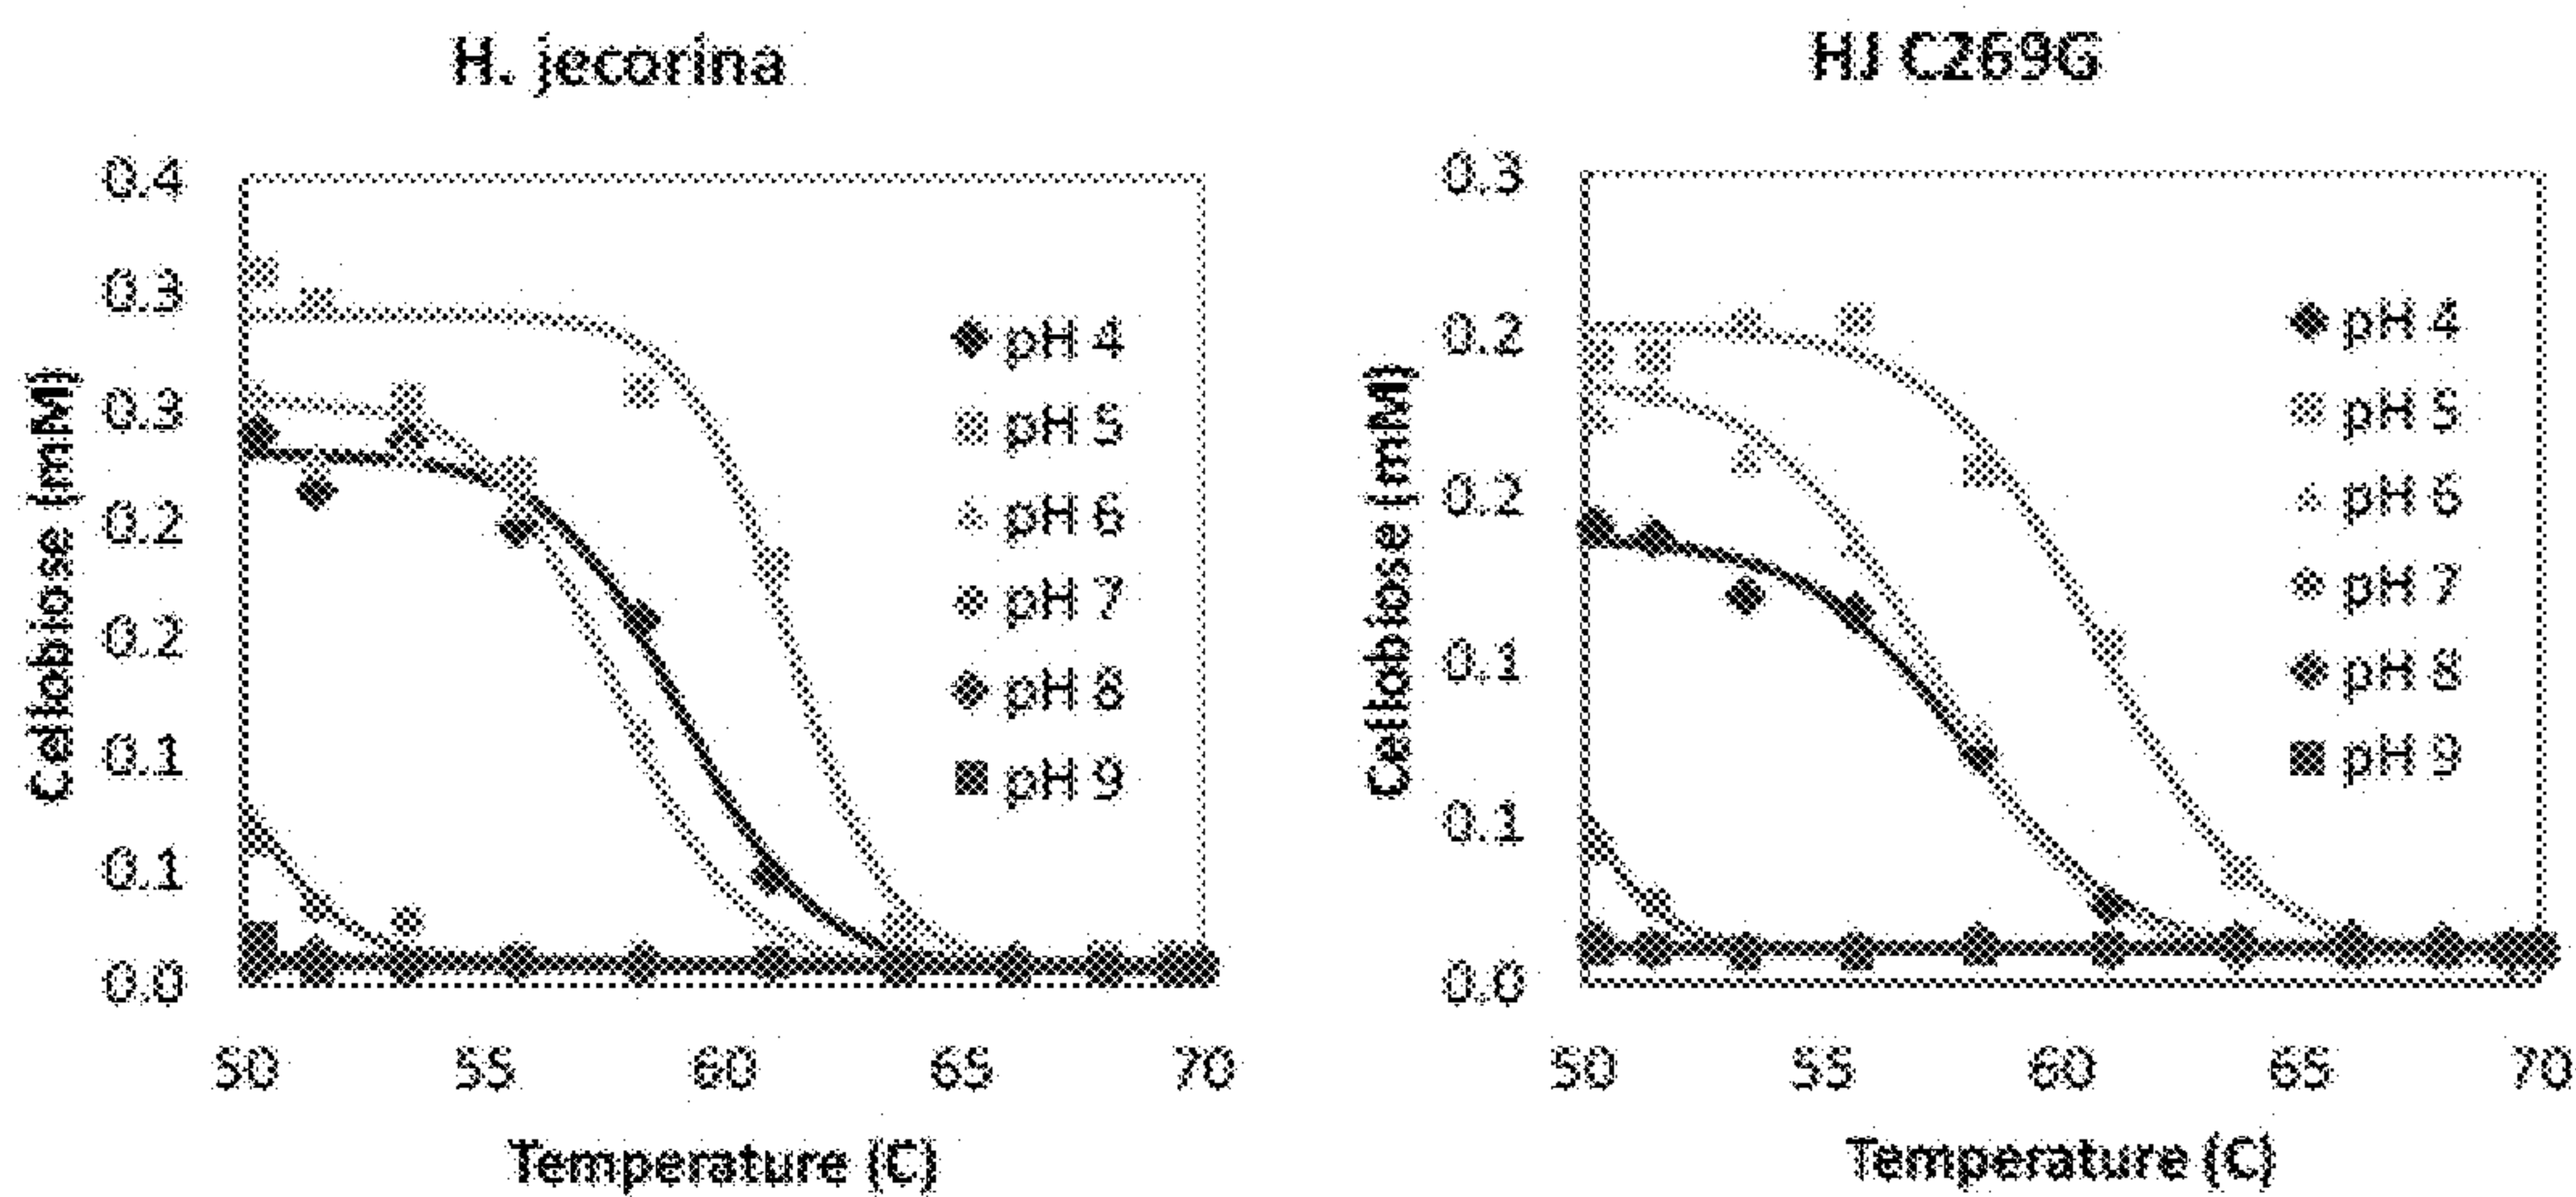 H. jecorina
0.4
0.3
0.3
0.2
0.2
0.1
0.1
0.0
Cellobiose (mM)
50 55 60 65 70
Temperature (C)
pH 4
pH 5
pH 6
pH 7
pH 8
pH 9
HJ C269G
0.3
0.2
0.2
0.1
0.1
0.0
Cellobiose (mM)
50 55 60 65 70
Temperature (C)
pH 4
pH 5
pH 6
pH 7
pH 8
pH 9